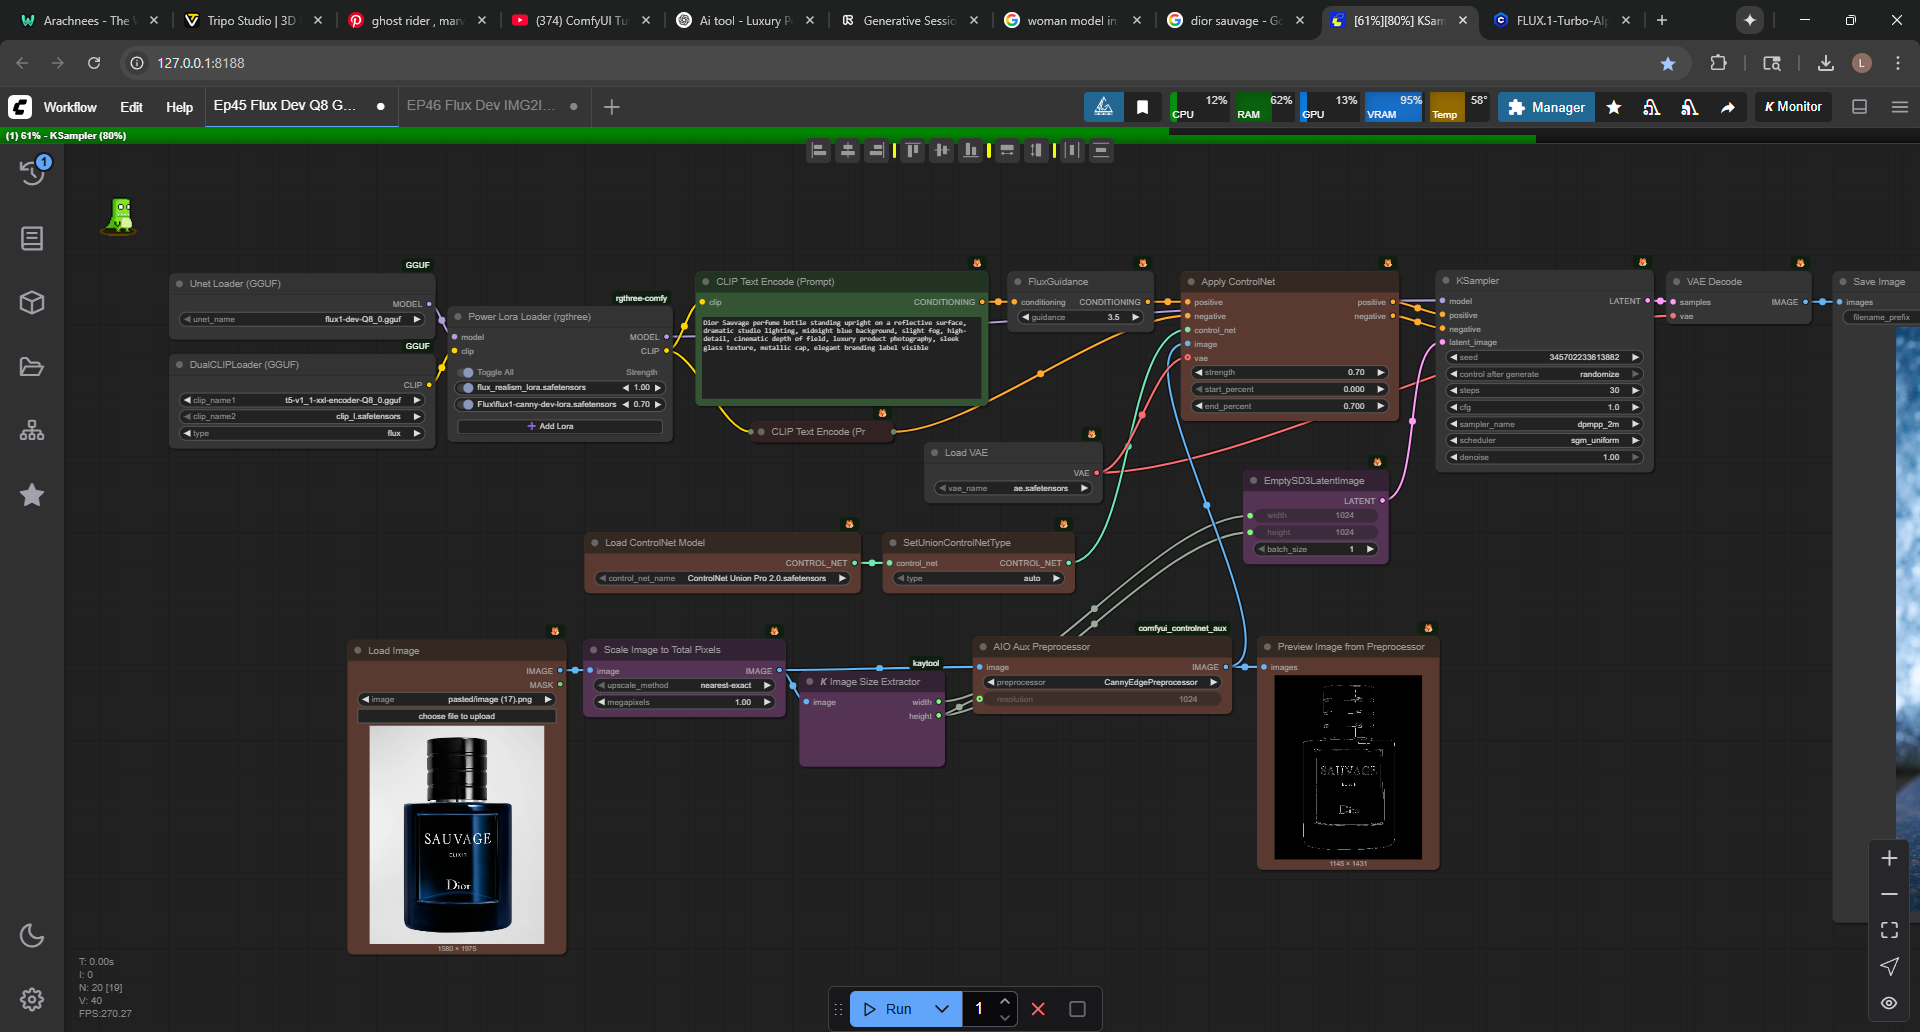 Arachnees - The
Tripo Studio | 3D
ghost rider , mar
(374) ComfyUI Tu
Ai tool - Luxury P
Generative Sessio
woman model in
dior sauvage - Go
[61%][80%] KSam
FLUX.1-Turbo-Al
127.0.0.1:8188
L
Workflow
Edit
Help
Ep45 Flux Dev Q8 G...
EP46 Flux Dev IMG2I...
CPU 12%
RAM 62%
GPU 13%
VRAM 95%
Temp 58°
Manager
K Monitor
(1) 61% - KSampler (80%)
1
GGUF
Unet Loader (GGUF)
MODEL
unet_name flux1-dev-Q8_0.gguf
GGUF
DualCLIPLoader (GGUF)
CLIP
clip_name1 t5-v1_1-xxl-encoder-Q8_0.gguf
clip_name2 clip_l.safetensors
type flux
rgthree-comfy
Power Lora Loader (rgthree)
model MODEL
clip CLIP
Toggle All Strength
flux_realism_lora.safetensors 1.00
Flux\flux1-canny-dev-lora.safetensors 0.70
+ Add Lora
CLIP Text Encode (Prompt)
clip CONDITIONING
Dior Sauvage perfume bottle standing upright on a reflective surface,
dramatic studio lighting, midnight blue background, slight fog, high-
detail, cinematic depth of field, luxury product photography, sleek
glass texture, metallic cap, elegant branding label visible
CLIP Text Encode (Pr
FluxGuidance
conditioning CONDITIONING
guidance 3.5
Load VAE
VAE
vae_name ae.safetensors
Apply ControlNet
positive positive
negative negative
control_net
image
vae
strength 0.70
start_percent 0.000
end_percent 0.700
KSampler
model LATENT
positive
negative
latent_image
seed 345702233613882
control after generate randomize
steps 30
cfg 1.0
sampler_name dpmpp_2m
scheduler sgm_uniform
denoise 1.00
VAE Decode
samples IMAGE
vae
Save Image
images
filename_prefix
EmptySD3LatentImage
LATENT
width 1024
height 1024
batch_size 1
Load ControlNet Model
CONTROL_NET
control_net_name ControlNet Union Pro 2.0.safetensors
SetUnionControlNetType
control_net CONTROL_NET
type auto
Load Image
IMAGE
MASK
image pasted/image (17).png
choose file to upload
SAUVAGE
ELIXIR
Dior
1580 × 1975
Scale Image to Total Pixels
image IMAGE
upscale_method nearest-exact
megapixels 1.00
kaytool
K Image Size Extractor
image width
height
comfyui_controlnet_aux
AIO Aux Preprocessor
image IMAGE
preprocessor CannyEdgePreprocessor
resolution 1024
Preview Image from Preprocessor
images
SAUVAGE
Dior
1145 × 1431
T: 0.00s
I: 0
N: 20 [19]
V: 40
FPS:270.27
Run
1